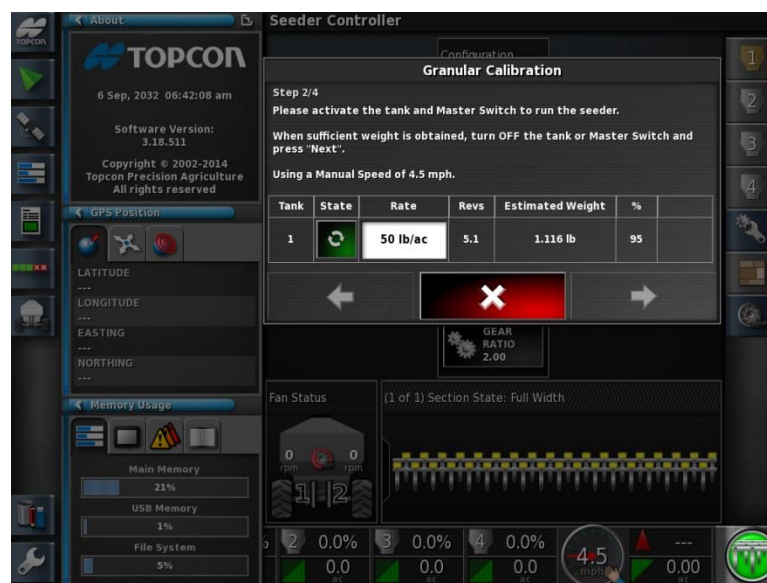 TOPCON
About
TOPCON
6 Sep, 2032 06:42:08 am
Software Version:
3.18.511
Copyright © 2002-2014
Topcon Precision Agriculture
All rights reserved
GPS Position
LATITUDE
---
LONGITUDE
---
EASTING
---
NORTHING
---
Memory Usage
Main Memory
21%
USB Memory
1%
File System
5%
Seeder Controller
Configuration
Granular Calibration
Step 2/4
Please activate the tank and Master Switch to run the seeder.
When sufficient weight is obtained, turn OFF the tank or Master Switch and
press "Next".
Using a Manual Speed of 4.5 mph.
Tank State Rate Revs Estimated Weight %
1 50 lb/ac 5.1 1.116 lb 95
GEAR
RATIO
2.00
Fan Status
0 0
rpm rpm
1 2
(1 of 1) Section State: Full Width
% 2 0.0% 3 0.0% 4 0.0% 4.5 ---
0.0 0.0 0.0 mph 0.00
ac ac ac
1
2
3
4